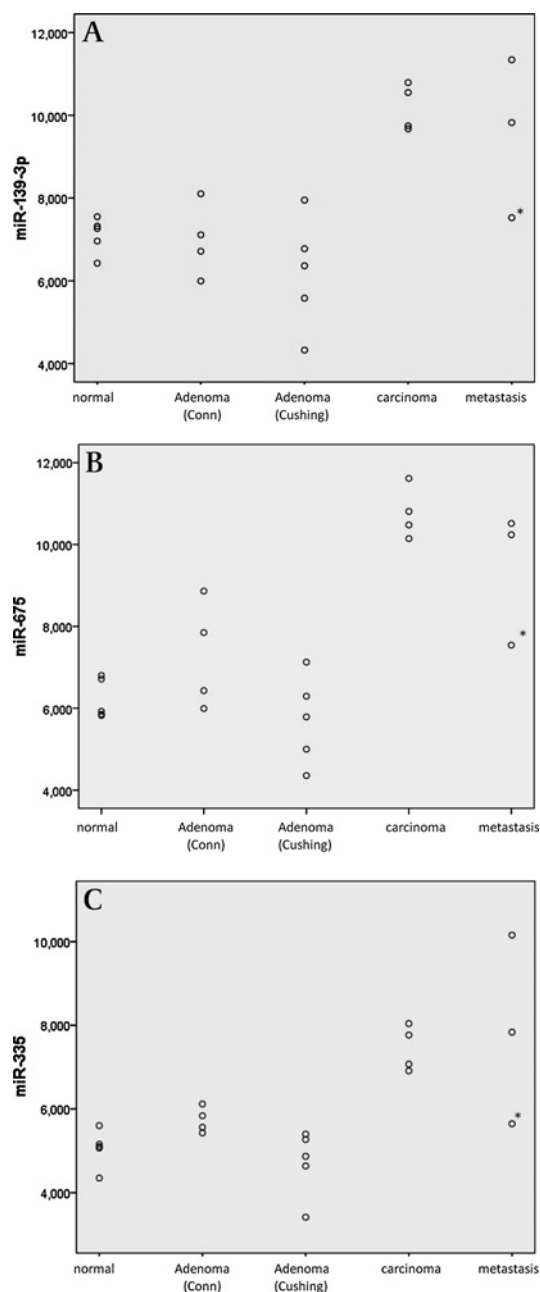 A
12,000
10,000
8,000
6,000
4,000
miR-139-3p
*
normal Adenoma (Conn) Adenoma (Cushing) carcinoma metastasis
B
12,000
10,000
8,000
6,000
4,000
miR-675
*
normal Adenoma (Conn) Adenoma (Cushing) carcinoma metastasis
C
10,000
8,000
6,000
4,000
miR-335
*
normal Adenoma (Conn) Adenoma (Cushing) carcinoma metastasis